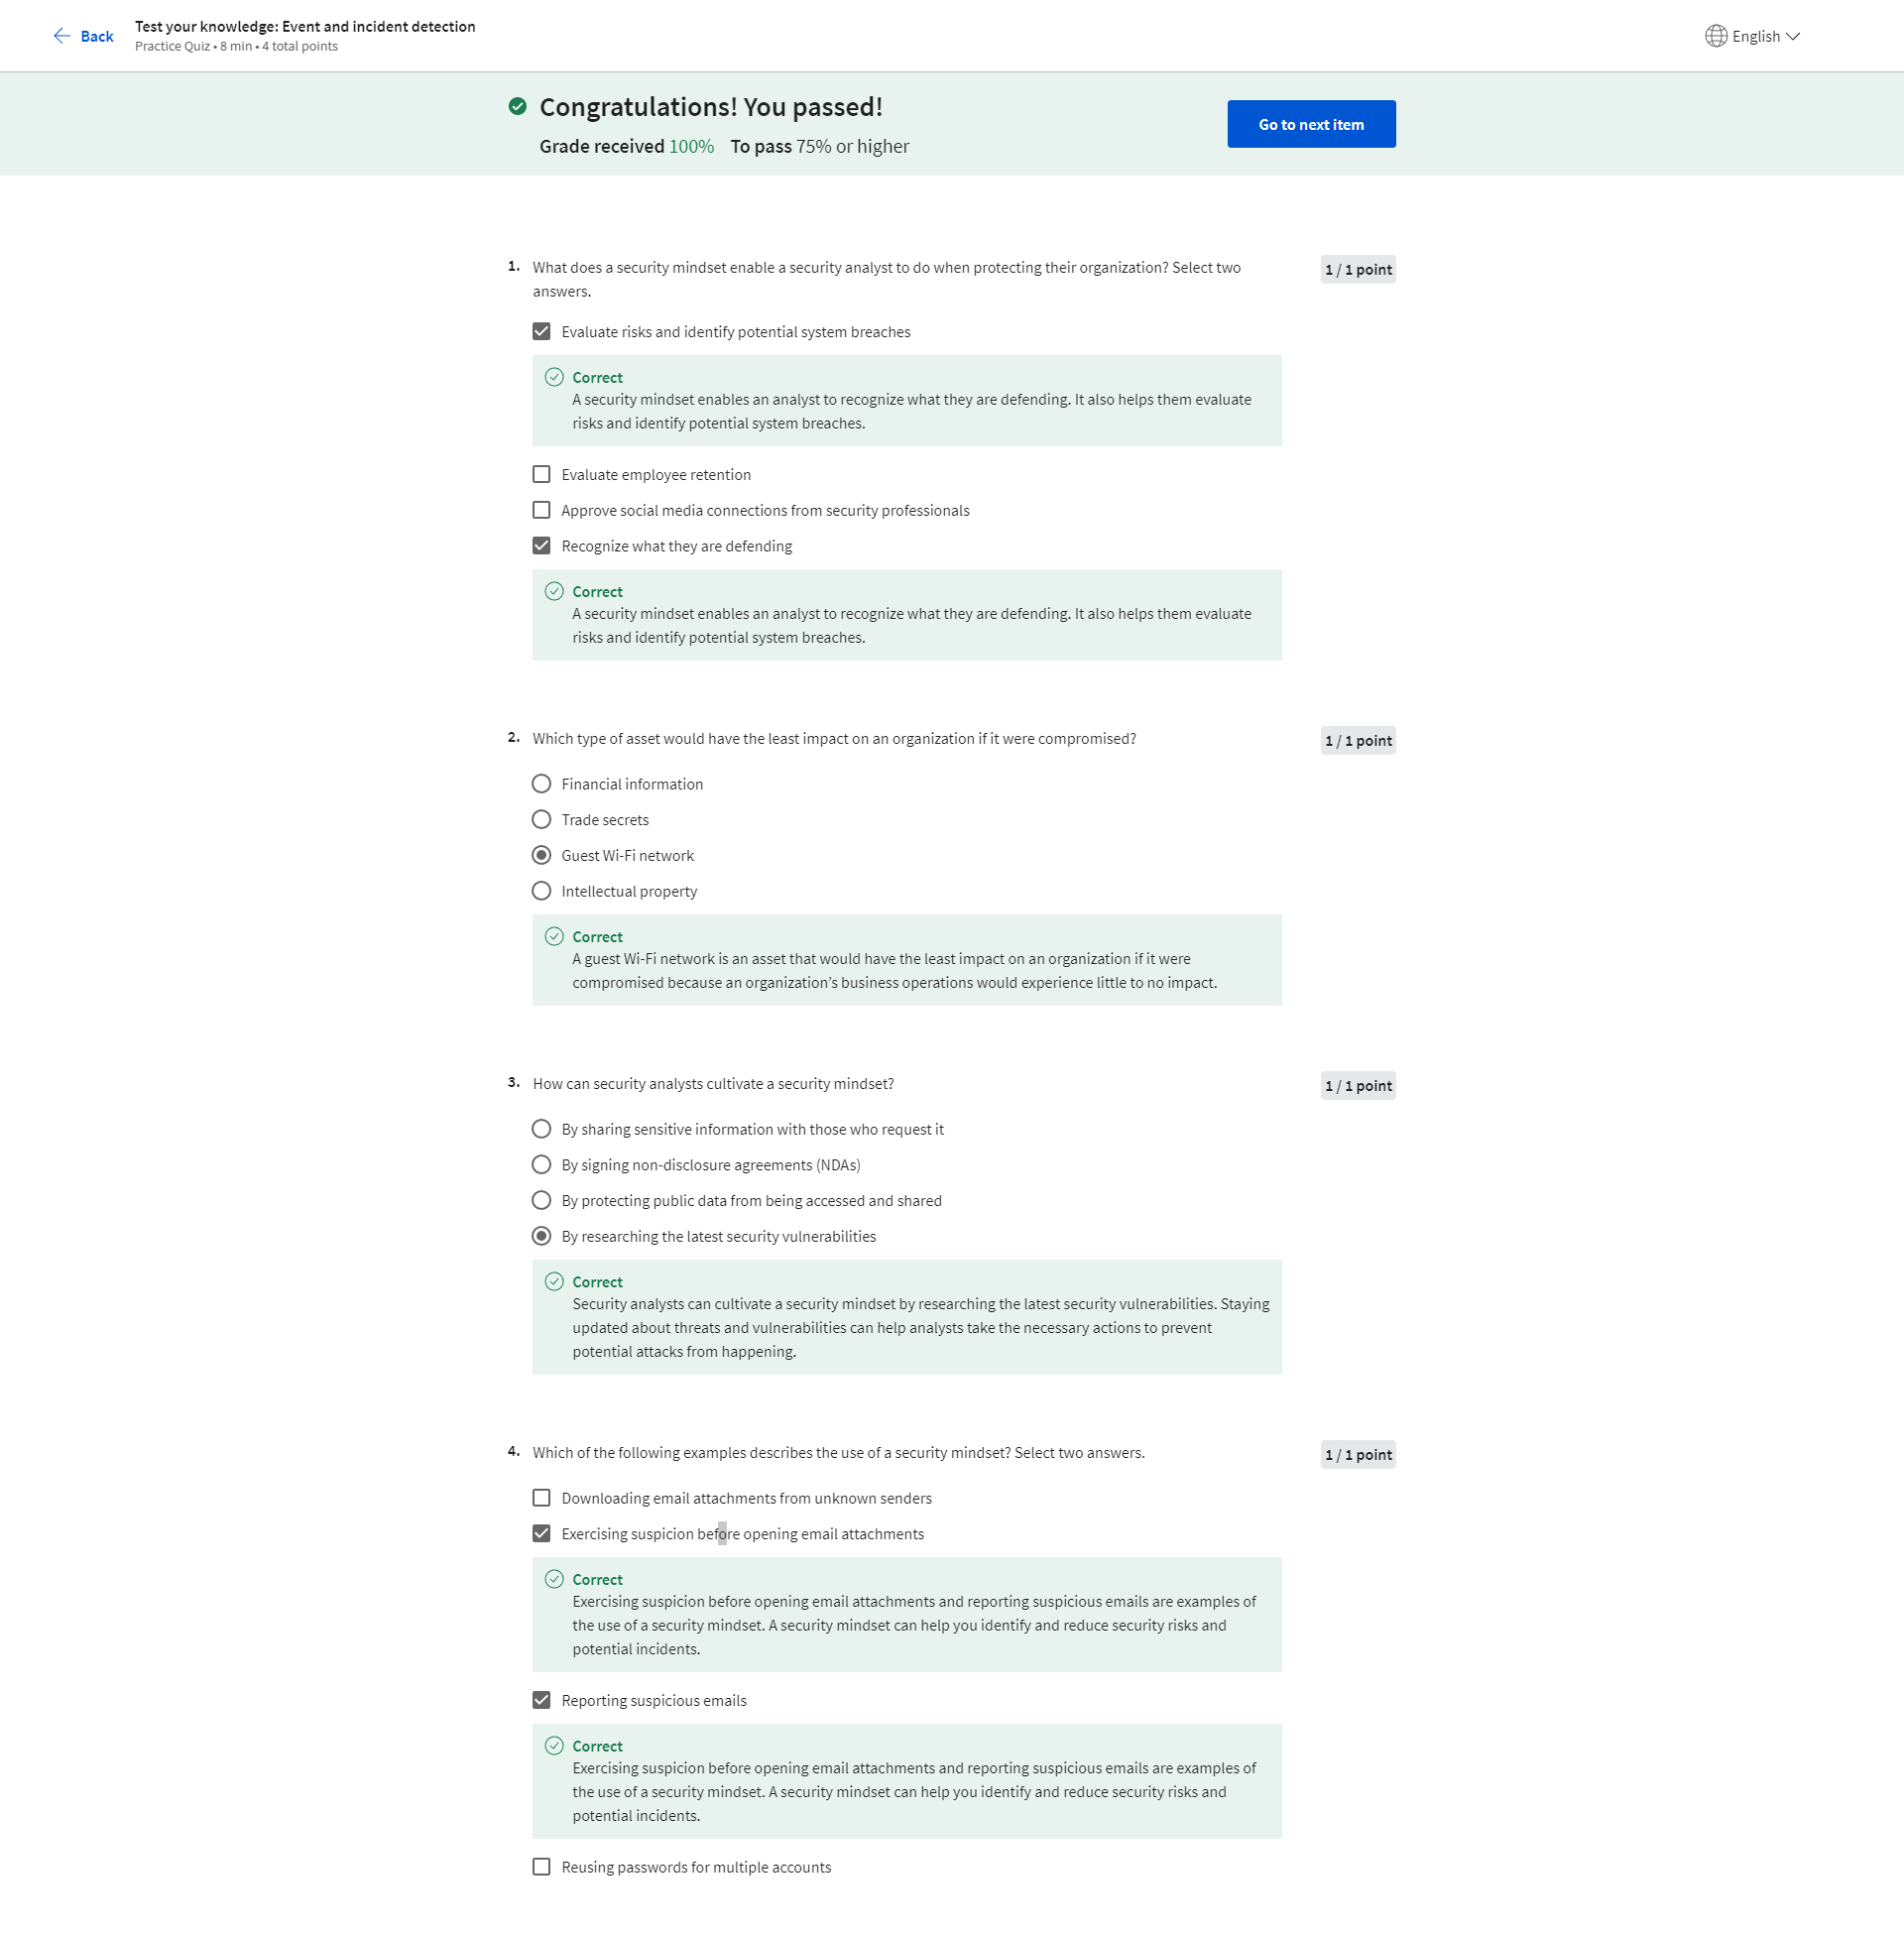 Back
Test your knowledge: Event and incident detection
Practice Quiz • 8 min • 4 total points
English
Congratulations! You passed!
Grade received 100% To pass 75% or higher
Go to next item
1. What does a security mindset enable a security analyst to do when protecting their organization? Select two
answers.
1 / 1 point
Evaluate risks and identify potential system breaches
Correct
A security mindset enables an analyst to recognize what they are defending. It also helps them evaluate
risks and identify potential system breaches.
Evaluate employee retention
Approve social media connections from security professionals
Recognize what they are defending
Correct
A security mindset enables an analyst to recognize what they are defending. It also helps them evaluate
risks and identify potential system breaches.
2. Which type of asset would have the least impact on an organization if it were compromised?
1 / 1 point
Financial information
Trade secrets
Guest Wi-Fi network
Intellectual property
Correct
A guest Wi-Fi network is an asset that would have the least impact on an organization if it were
compromised because an organization’s business operations would experience little to no impact.
3. How can security analysts cultivate a security mindset?
1 / 1 point
By sharing sensitive information with those who request it
By signing non-disclosure agreements (NDAs)
By protecting public data from being accessed and shared
By researching the latest security vulnerabilities
Correct
Security analysts can cultivate a security mindset by researching the latest security vulnerabilities. Staying
updated about threats and vulnerabilities can help analysts take the necessary actions to prevent
potential attacks from happening.
4. Which of the following examples describes the use of a security mindset? Select two answers.
1 / 1 point
Downloading email attachments from unknown senders
Exercising suspicion before opening email attachments
Correct
Exercising suspicion before opening email attachments and reporting suspicious emails are examples of
the use of a security mindset. A security mindset can help you identify and reduce security risks and
potential incidents.
Reporting suspicious emails
Correct
Exercising suspicion before opening email attachments and reporting suspicious emails are examples of
the use of a security mindset. A security mindset can help you identify and reduce security risks and
potential incidents.
Reusing passwords for multiple accounts